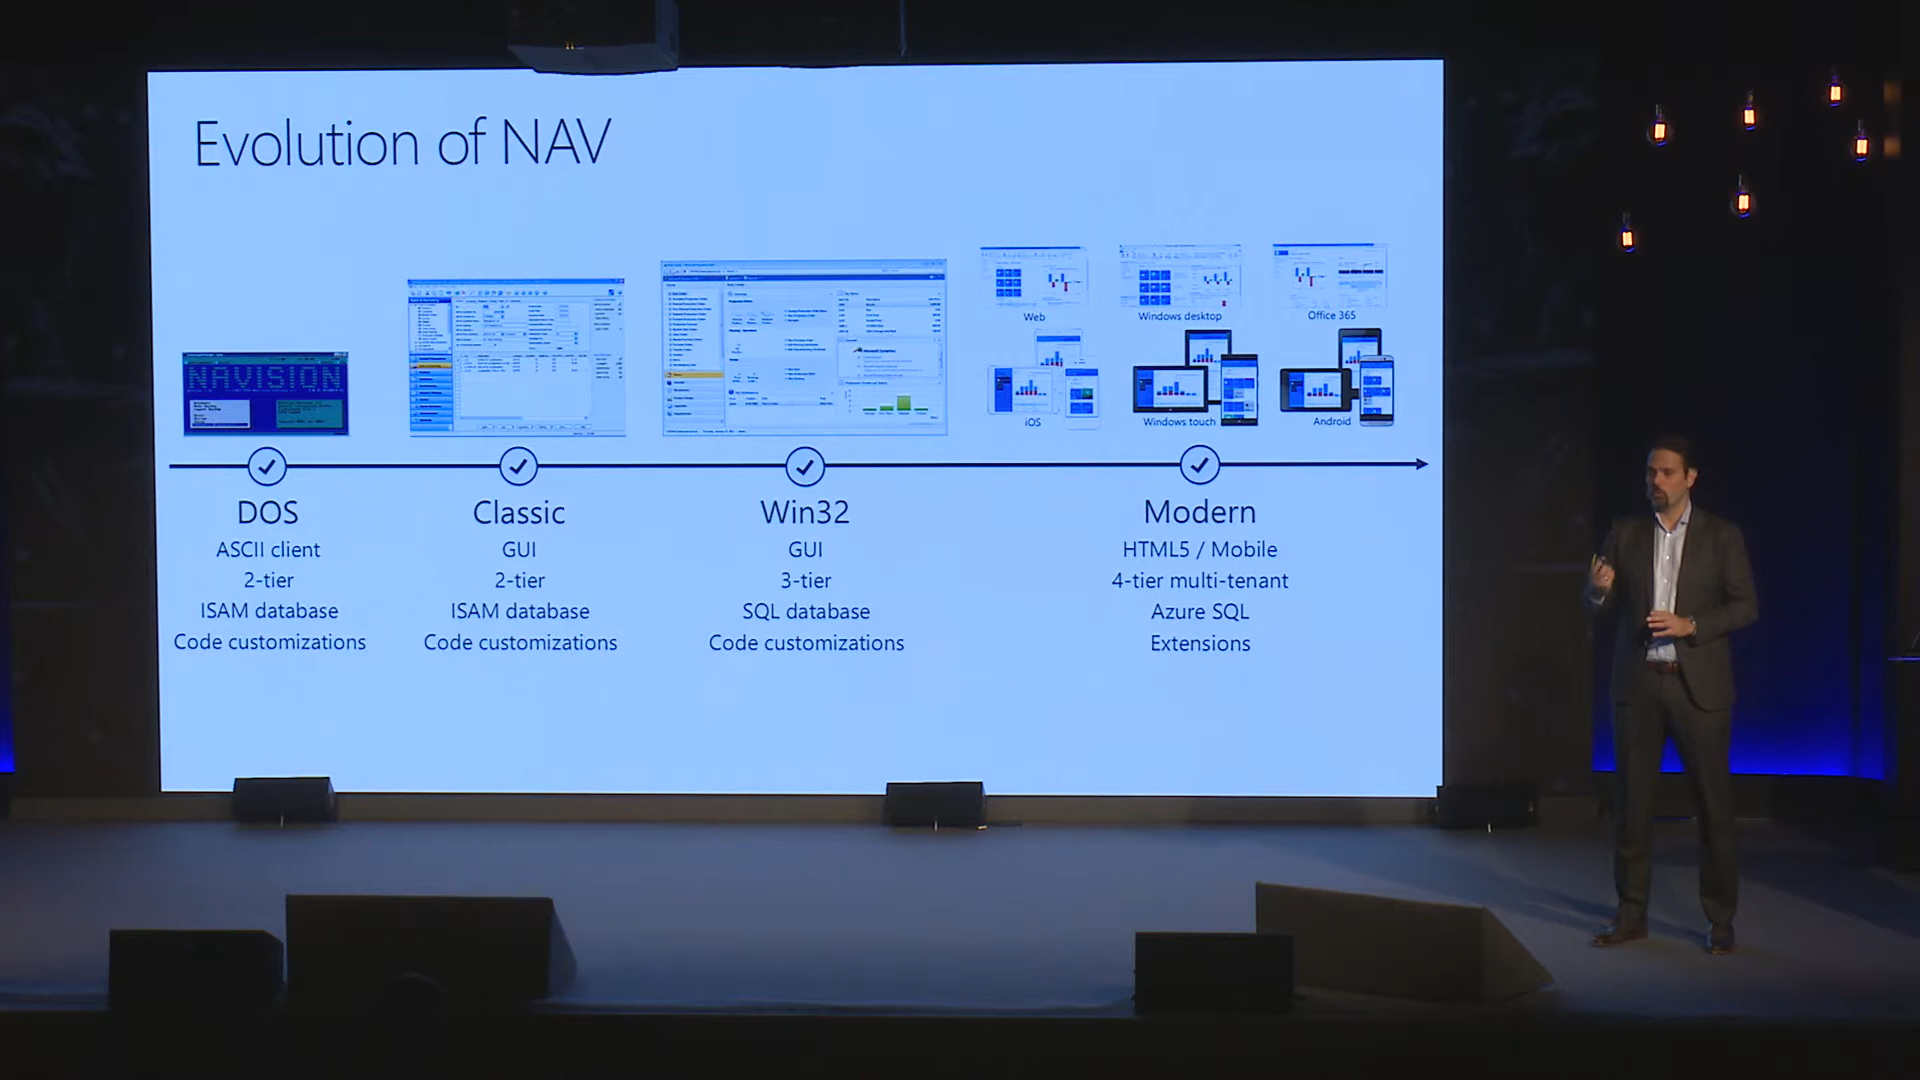 Evolution of NAV
NAVISION
Web
Windows desktop
Office 365
iOS
Windows touch
Android
DOS
ASCII client
2-tier
ISAM database
Code customizations
Classic
GUI
2-tier
ISAM database
Code customizations
Win32
GUI
3-tier
SQL database
Code customizations
Modern
HTML5 / Mobile
4-tier multi-tenant
Azure SQL
Extensions